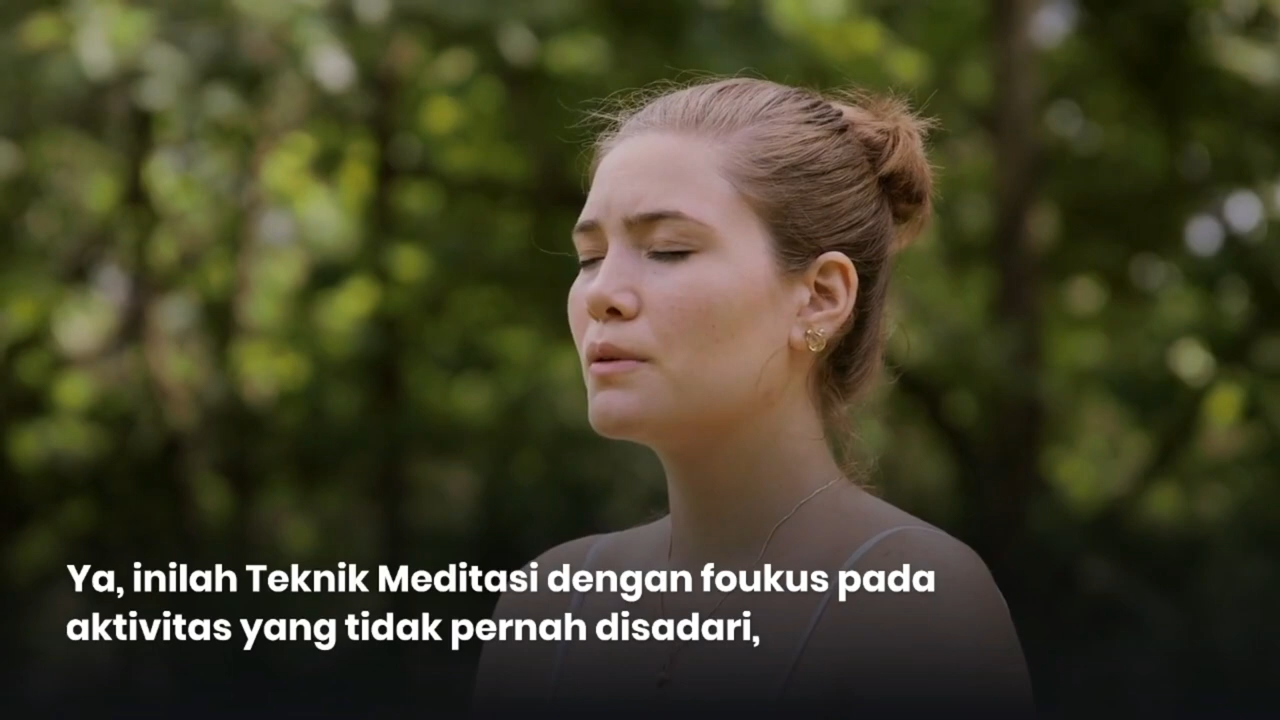 Ya, inilah Teknik Meditasi dengan foukus pada
aktivitas yang tidak pernah disadari,